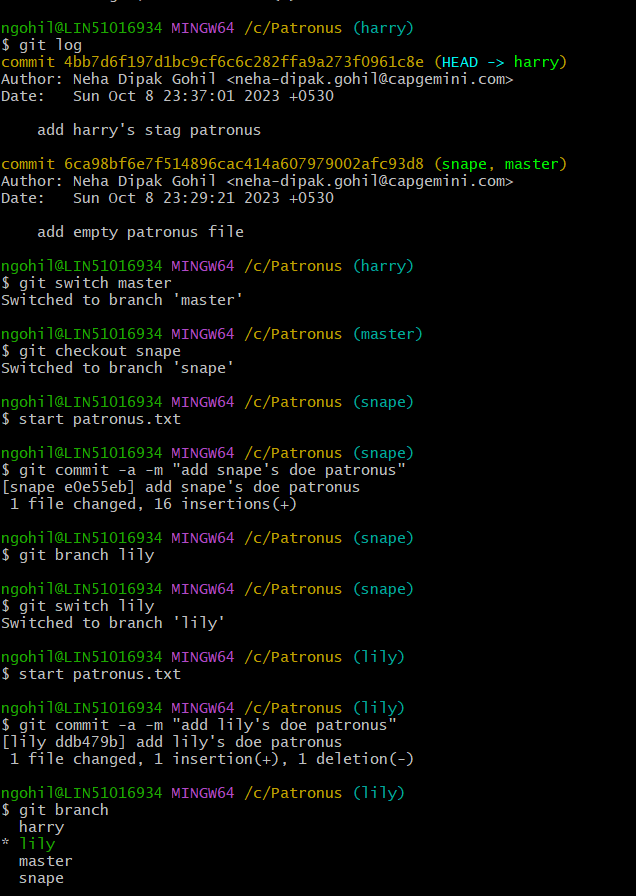 ngohil@LIN51016934 MINGW64 /c/Patronus (harry)
$ git log
commit 4bb7d6f197d1bc9cf6c6c282ffa9a273f0961c8e (HEAD -> harry)
Author: Neha Dipak Gohil <neha-dipak.gohil@capgemini.com>
Date:   Sun Oct 8 23:37:01 2023 +0530
    add harry's stag patronus
commit 6ca98bf6e7f514896cac414a607979002afc93d8 (snape, master)
Author: Neha Dipak Gohil <neha-dipak.gohil@capgemini.com>
Date:   Sun Oct 8 23:29:21 2023 +0530
    add empty patronus file
ngohil@LIN51016934 MINGW64 /c/Patronus (harry)
$ git switch master
Switched to branch 'master'
ngohil@LIN51016934 MINGW64 /c/Patronus (master)
$ git checkout snape
Switched to branch 'snape'
ngohil@LIN51016934 MINGW64 /c/Patronus (snape)
$ start patronus.txt
ngohil@LIN51016934 MINGW64 /c/Patronus (snape)
$ git commit -a -m "add snape's doe patronus"
[snape e0e55eb] add snape's doe patronus
 1 file changed, 16 insertions(+)
ngohil@LIN51016934 MINGW64 /c/Patronus (snape)
$ git branch lily
ngohil@LIN51016934 MINGW64 /c/Patronus (snape)
$ git switch lily
Switched to branch 'lily'
ngohil@LIN51016934 MINGW64 /c/Patronus (lily)
$ start patronus.txt
ngohil@LIN51016934 MINGW64 /c/Patronus (lily)
$ git commit -a -m "add lily's doe patronus"
[lily ddb479b] add lily's doe patronus
 1 file changed, 1 insertion(+), 1 deletion(-)
ngohil@LIN51016934 MINGW64 /c/Patronus (lily)
$ git branch
  harry
* lily
  master
  snape